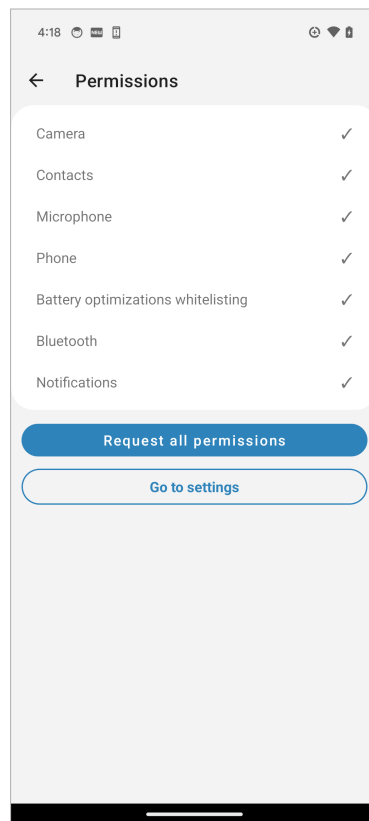 4:18
Permissions
Camera ✓
Contacts ✓
Microphone ✓
Phone ✓
Battery optimizations whitelisting ✓
Bluetooth ✓
Notifications ✓
Request all permissions
Go to settings